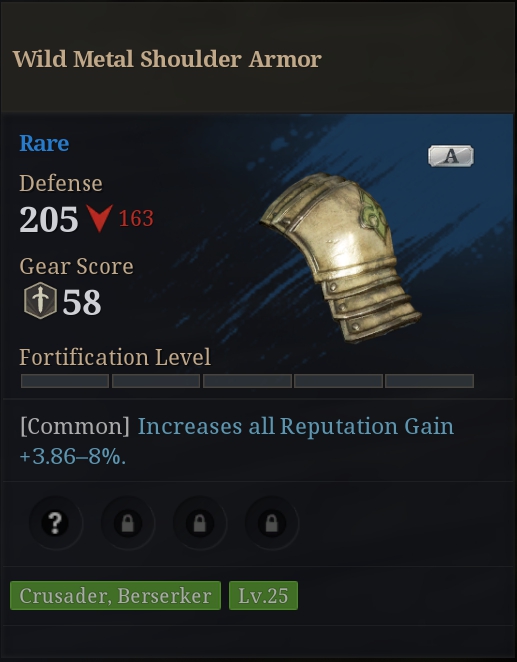 Wild Metal Shoulder Armor
Rare
A
Defense
205 163
Gear Score
58
Fortification Level
[Common] Increases all Reputation Gain
+3.86–8%.
?
Crusader, Berserker Lv.25